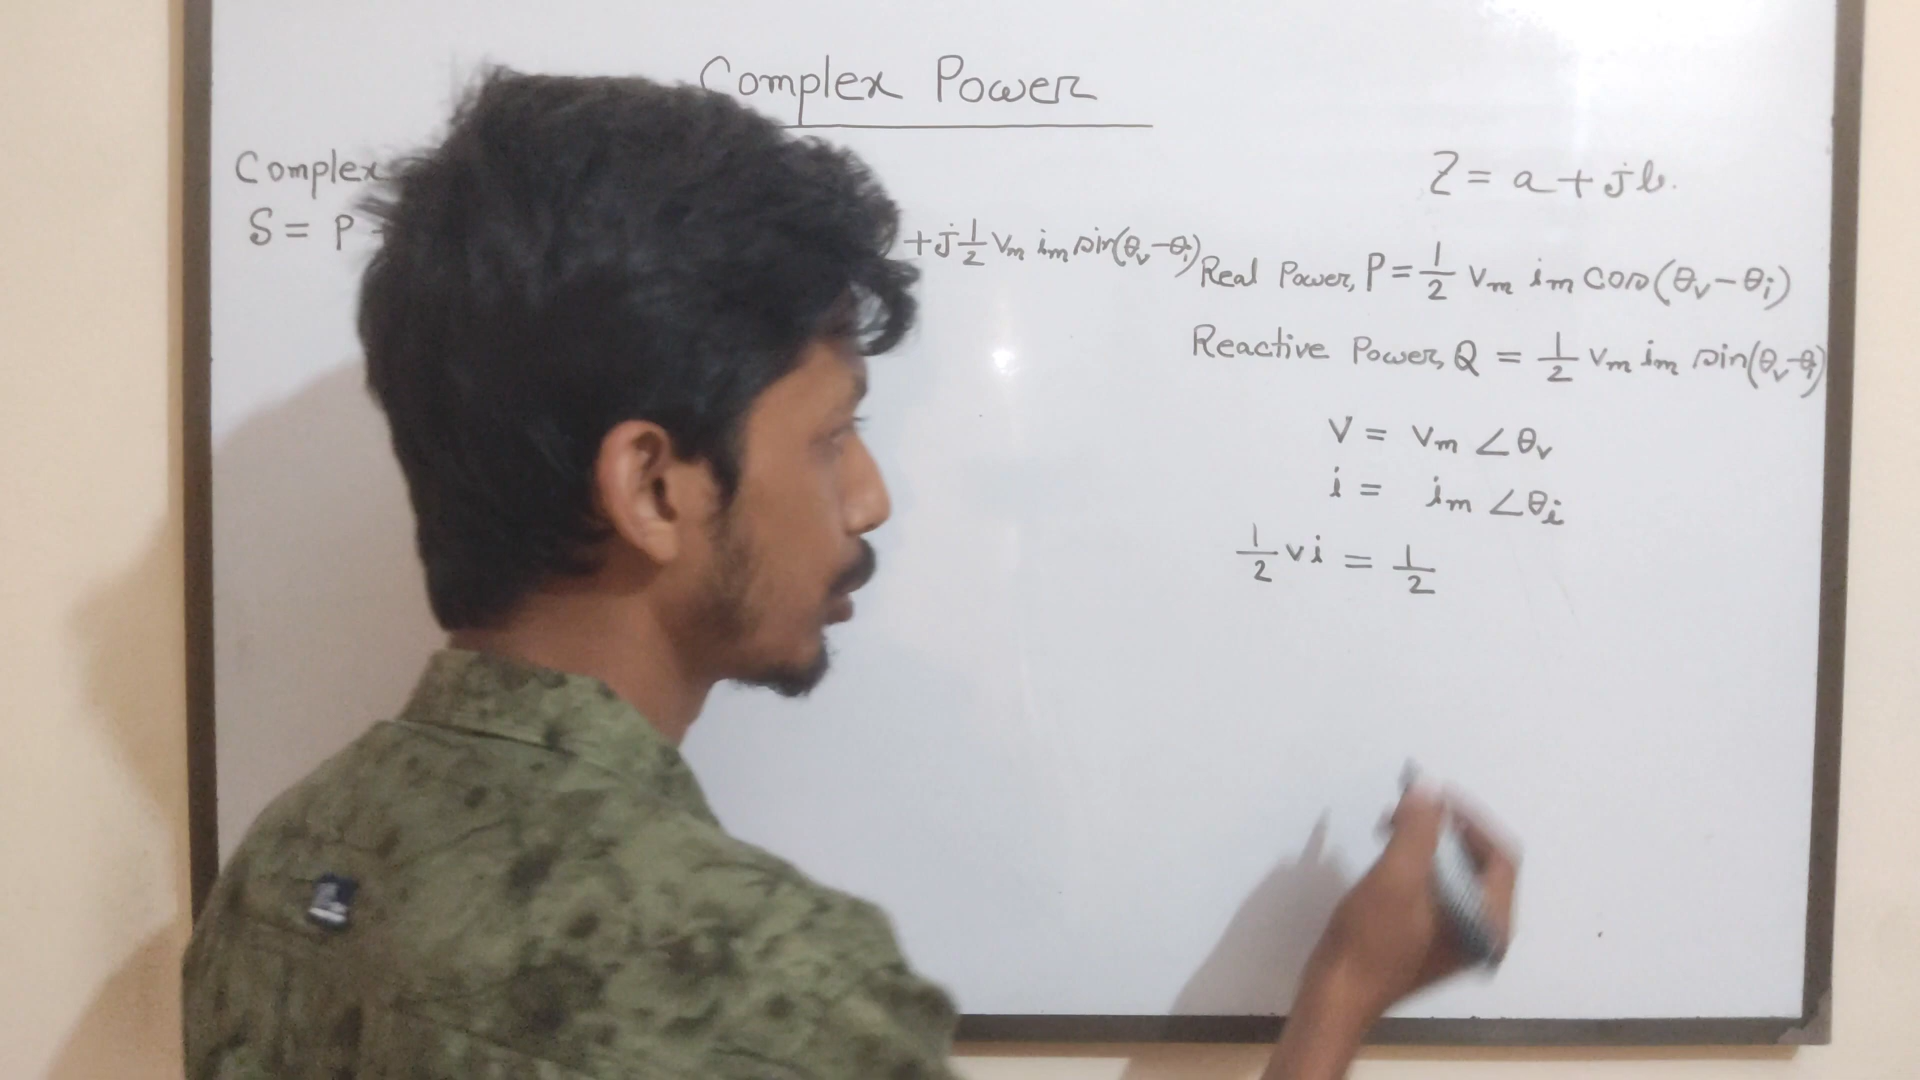 Complex Power
Complex
S = P
+j 1/2 Vm im sin(θv-θi)
Z = a + jb.
Real Power, P = 1/2 Vm im cos(θv-θi)
Reactive Power, Q = 1/2 Vm im sin(θv-θi)
V = Vm ∠θv
i = im ∠θi
1/2 vi = 1/2